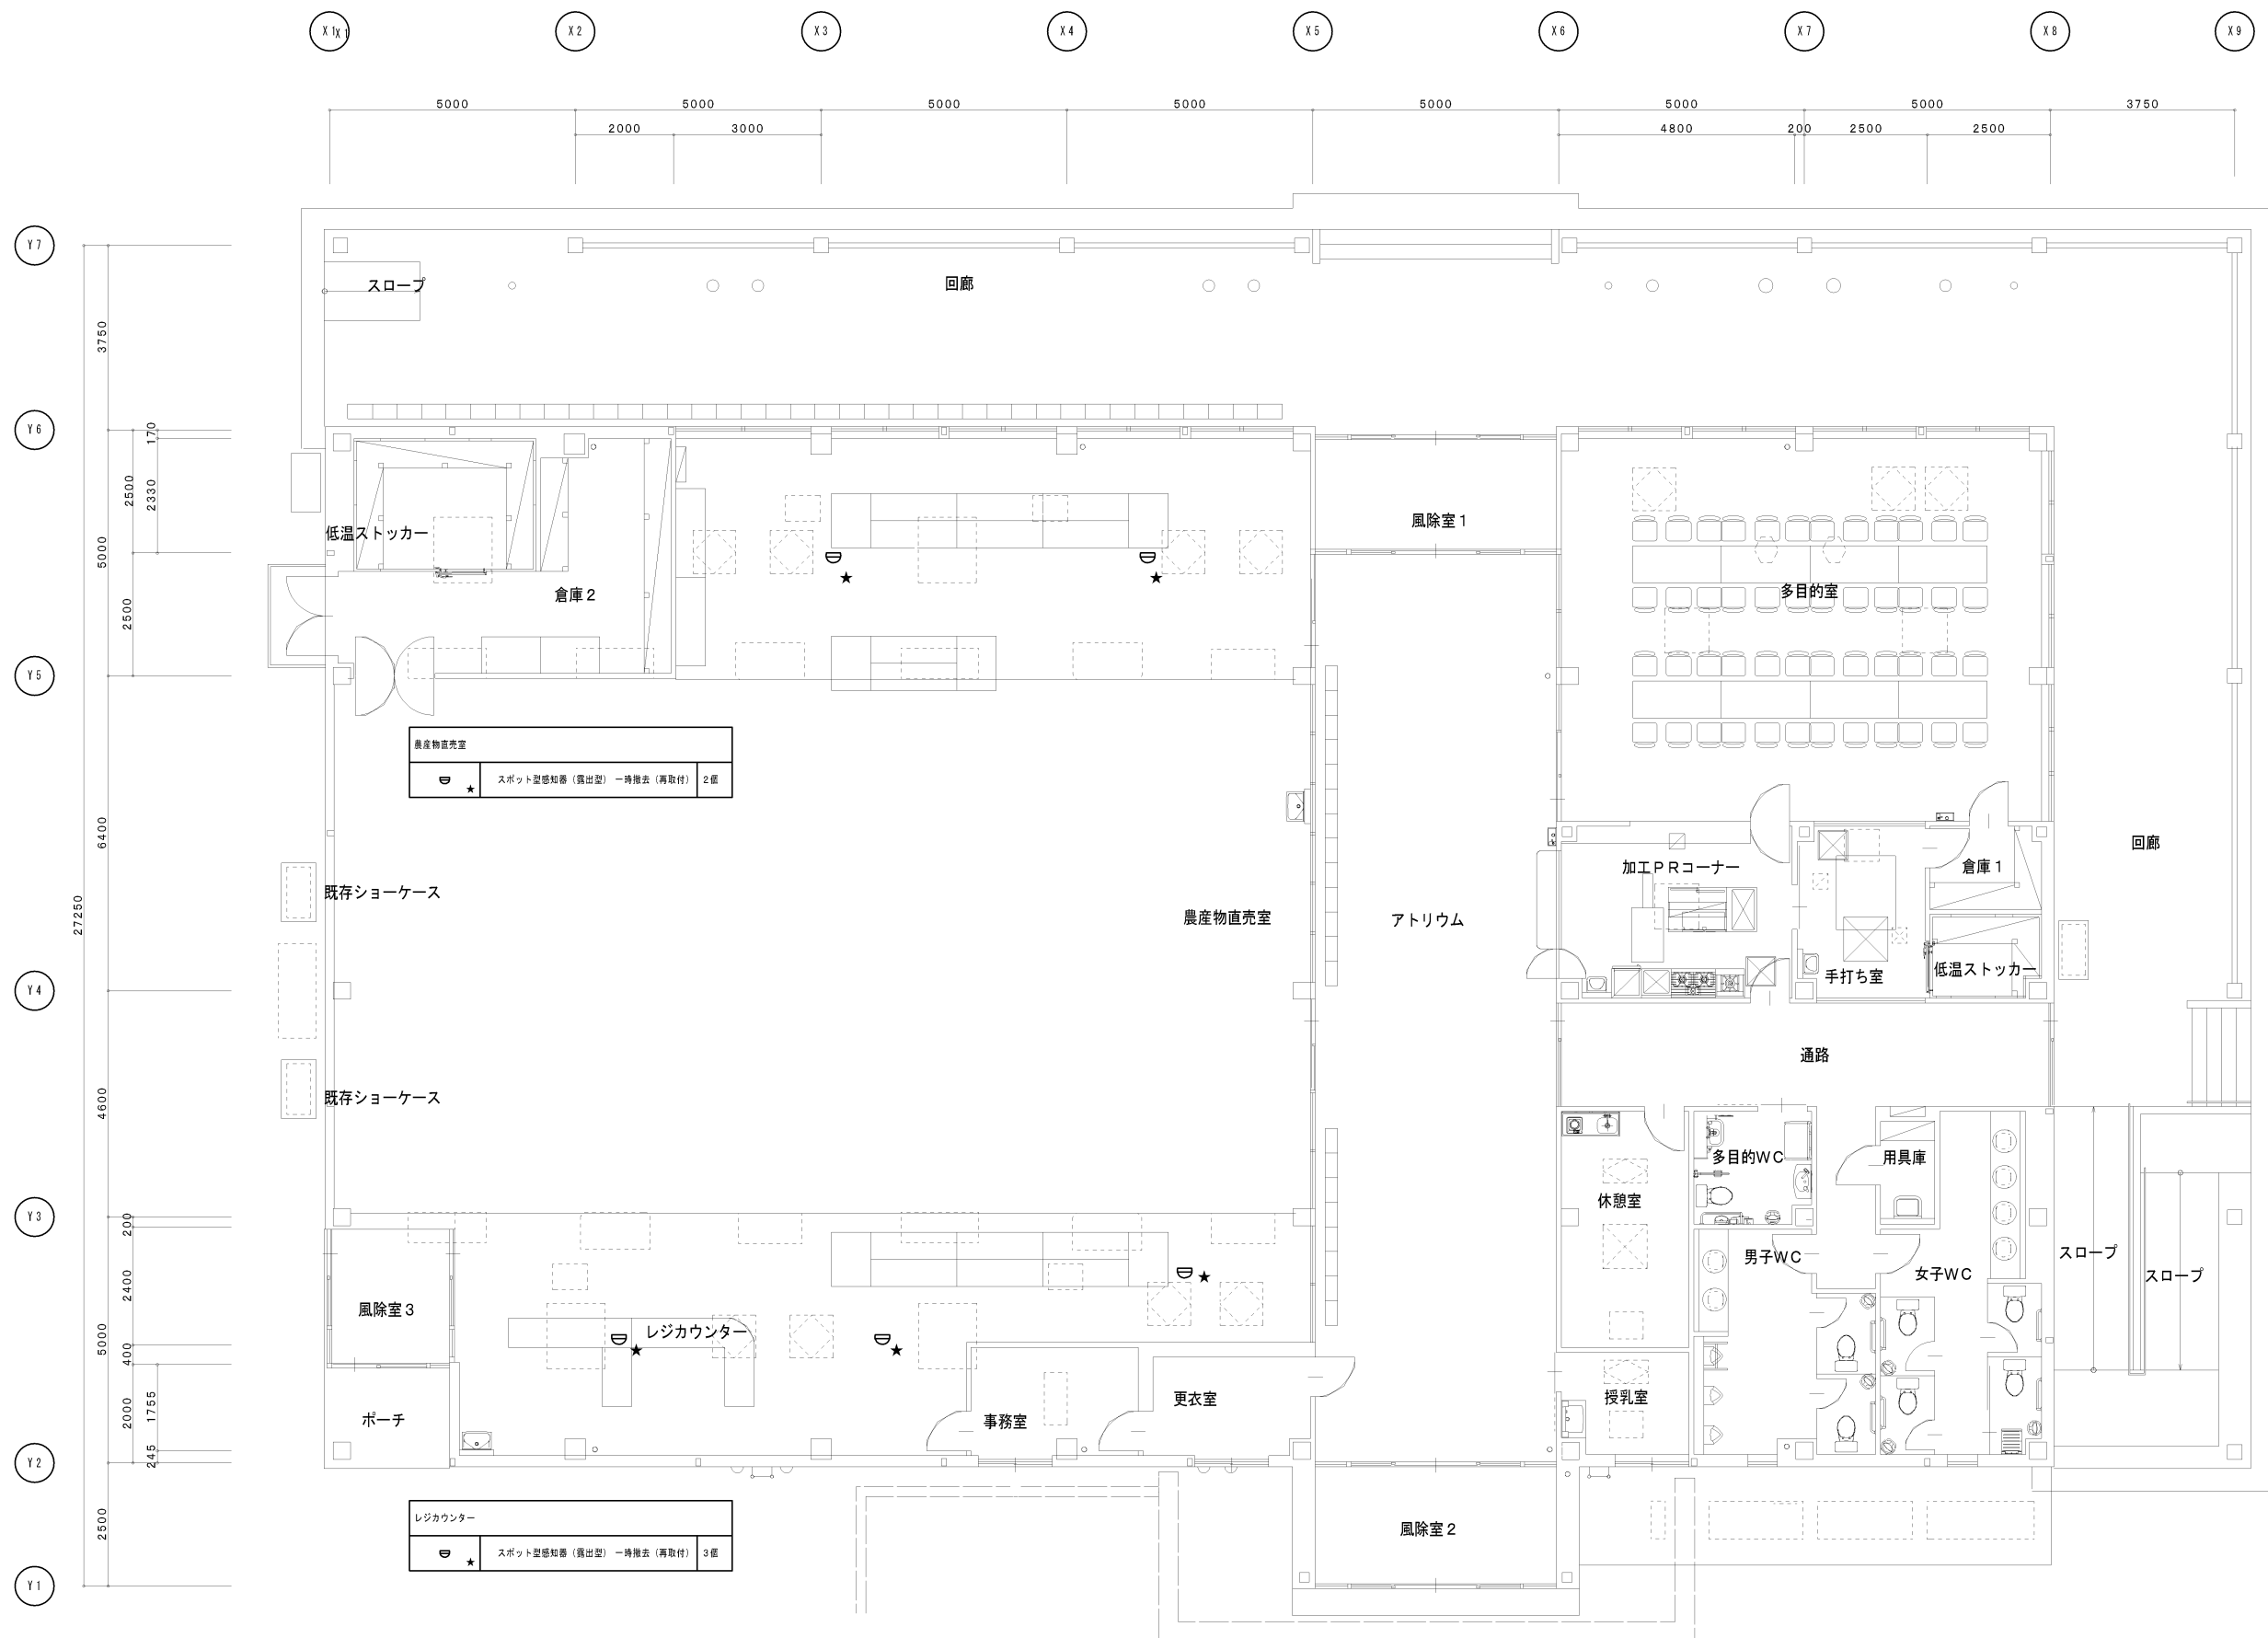 X1 X1 X2 X3 X4 X5 X6 X7 X8 X9
5000 5000 5000 5000 5000 5000 5000 3750
2000 3000 4800 200 2500 2500
Y7
スロープ 回廊
3750
Y6
170
2500 2330
低温ストッカー 風除室1
5000
倉庫2 多目的室
2500
Y5
農産物直売室
★ スポット型感知器(露出型) 一時撤去(再取付) 2個
6400
回廊
加工PRコーナー 倉庫1
既存ショーケース
27250
農産物直売室 アトリウム
手打ち室 低温ストッカー
Y4
通路
4600
既存ショーケース
多目的WC 用具庫
休憩室
Y3
200
スロープ
男子WC
女子WC スロープ
2400
風除室3
レジカウンター
5000
400
更衣室 授乳室
2000 1755
ポーチ 事務室
245
Y2
レジカウンター
2500
風除室2
★ スポット型感知器(露出型) 一時撤去(再取付) 3個
Y1